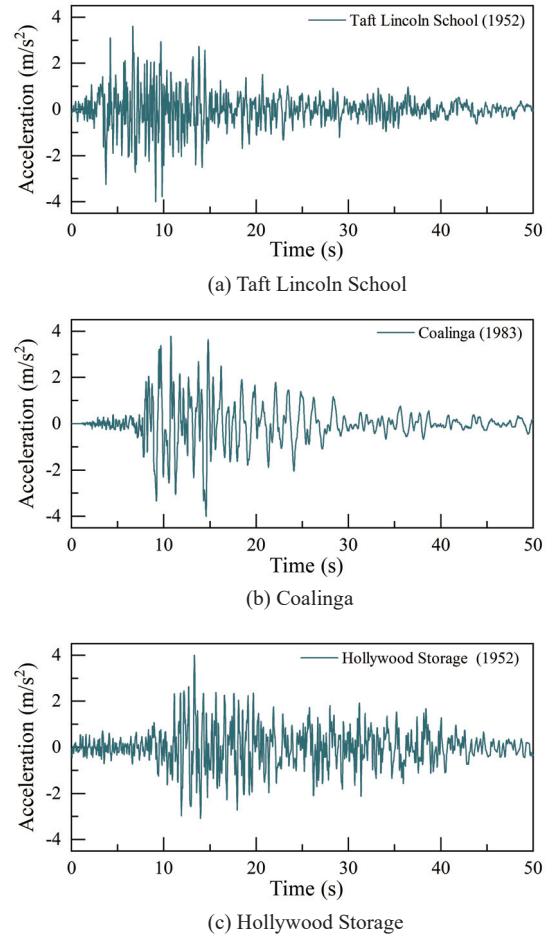 Taft Lincoln School (1952)
4
2
0
-2
-4
Acceleration (m/s²)
0 10 20 30 40 50
Time (s)
(a) Taft Lincoln School
Coalinga (1983)
4
2
0
-2
-4
Acceleration (m/s²)
0 10 20 30 40 50
Time (s)
(b) Coalinga
Hollywood Storage (1952)
4
2
0
-2
-4
Acceleration (m/s²)
0 10 20 30 40 50
Time (s)
(c) Hollywood Storage